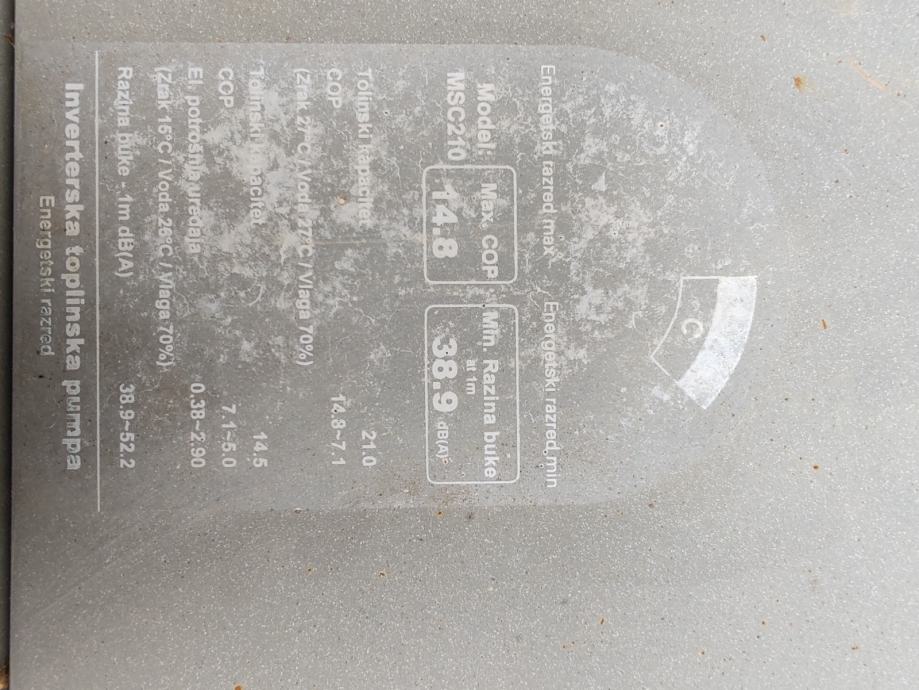 C
Energetski razred max Energetski razred min
Model: Max. COP Min. Razina buke
at 1m
MSC210 14.8 38.9 dB(A)
Toplinski kapacitet 21.0
COP 14.8~7.1
(Zrak 27°C / Voda 27°C / Vlaga 70%)
Toplinski kapacitet 14.5
COP 7.1~5.0
El. potrošnja uređaja 0.38~2.90
(Zrak 15°C / Voda 26°C / Vlaga 70%)
Razina buke - 1m dB(A) 38.9~52.2
Inverterska toplinska pumpa
Energetski razred